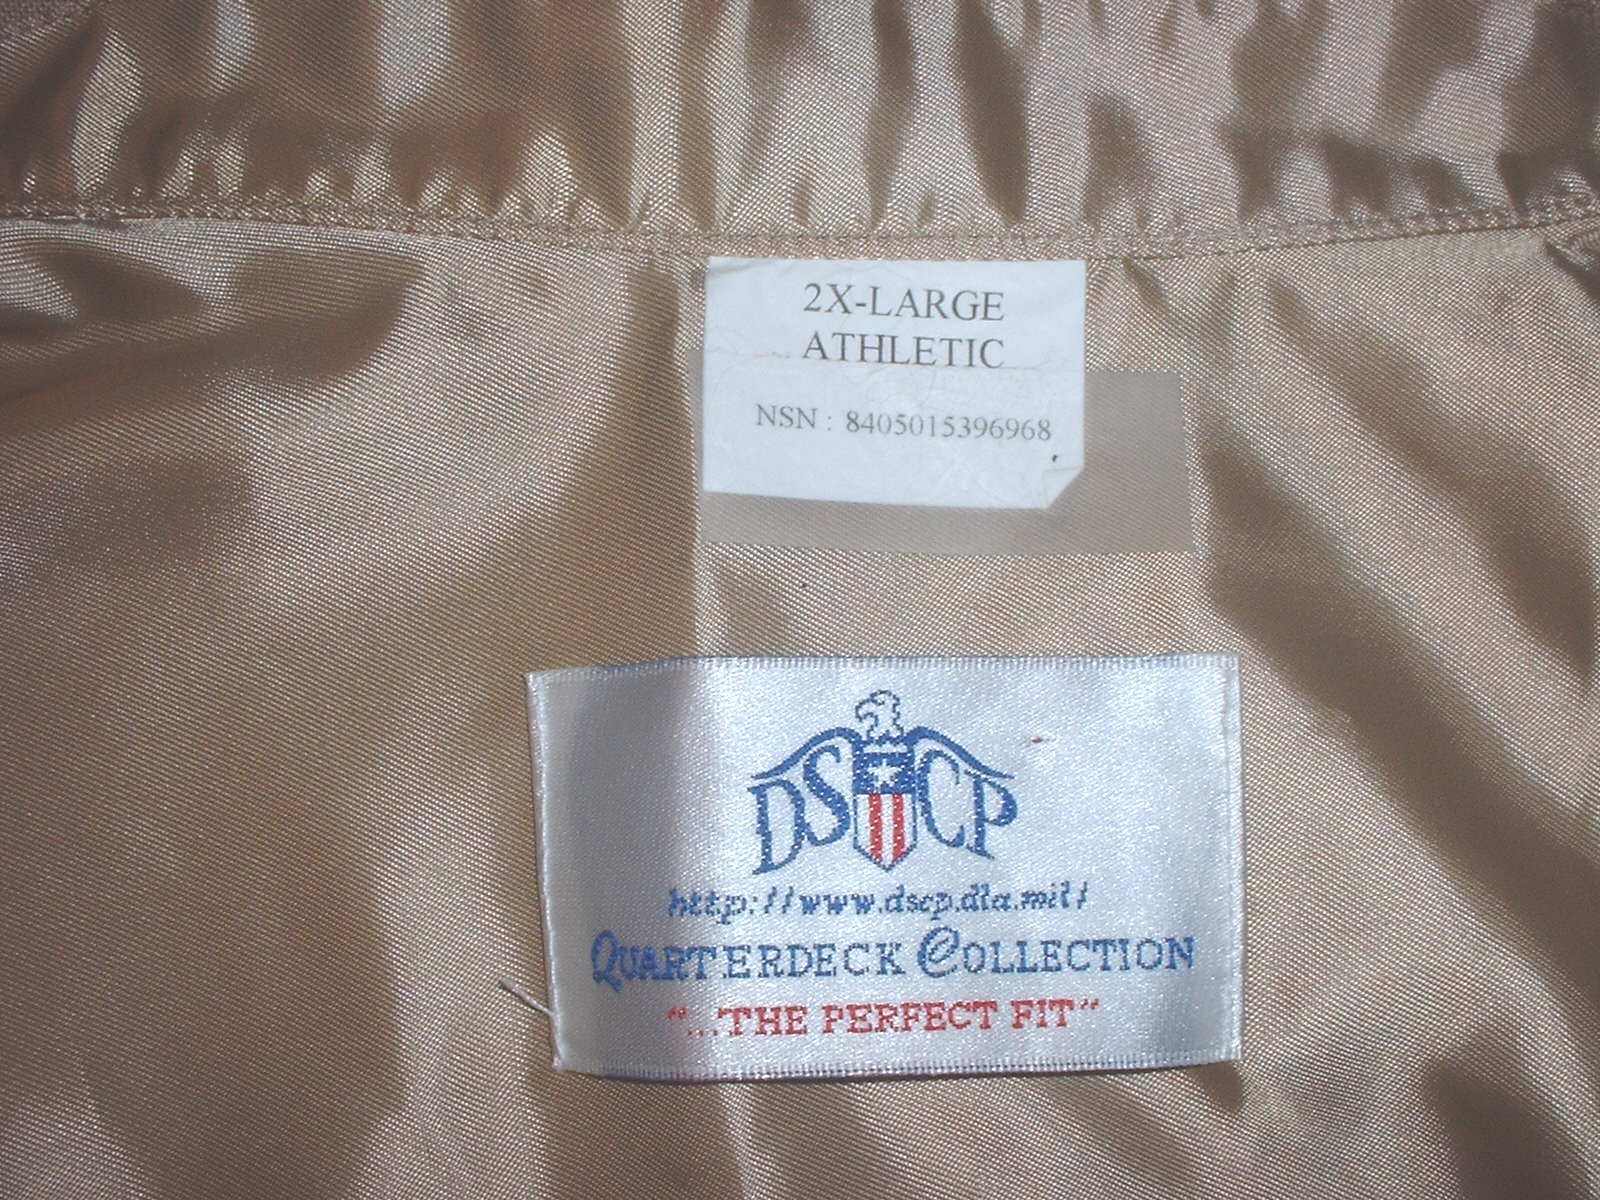 2X-LARGE
ATHLETIC
NSN : 8405015396968
DSCP
http://www.dscp.dla.mil/
QUARTERDECK COLLECTION
"...THE PERFECT FIT"